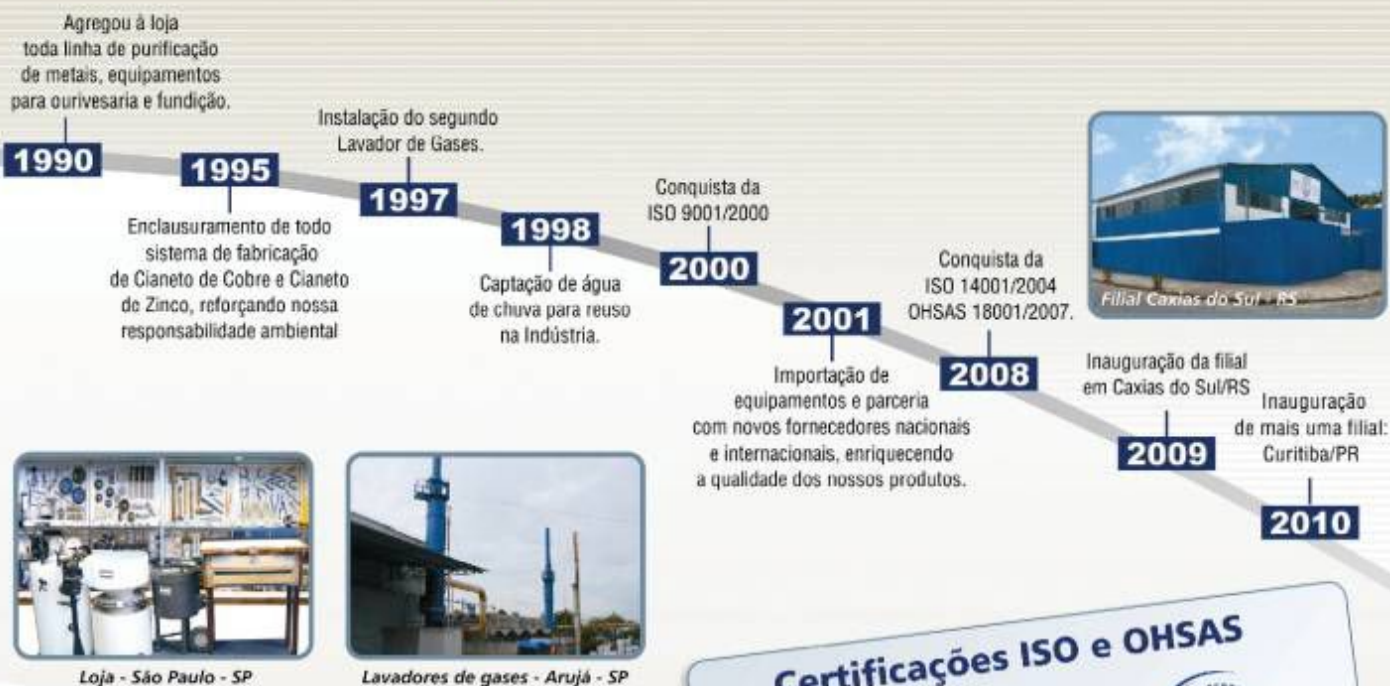 Agregou à loja
toda linha de purificação
de metais, equipamentos
para ourivesaria e fundição.
1990
1995
Enclausuramento de todo
sistema de fabricação
de Cianeto de Cobre e Cianeto
de Zinco, reforçando nossa
responsabilidade ambiental
Instalação do segundo
Lavador de Gases.
1997
1998
Captação de água
de chuva para reuso
na Indústria.
Conquista da
ISO 9001/2000
2000
2001
Importação de
equipamentos e parceria
com novos fornecedores nacionais
e internacionais, enriquecendo
a qualidade dos nossos produtos.
Conquista da
ISO 14001/2004
OHSAS 18001/2007.
2008
Filial Caxias do Sul - RS
Inauguração da filial
em Caxias do Sul/RS
2009
Inauguração
de mais uma filial:
Curitiba/PR
2010
Loja - São Paulo - SP
Lavadores de gases - Arujá - SP
Certificações ISO e OHSAS